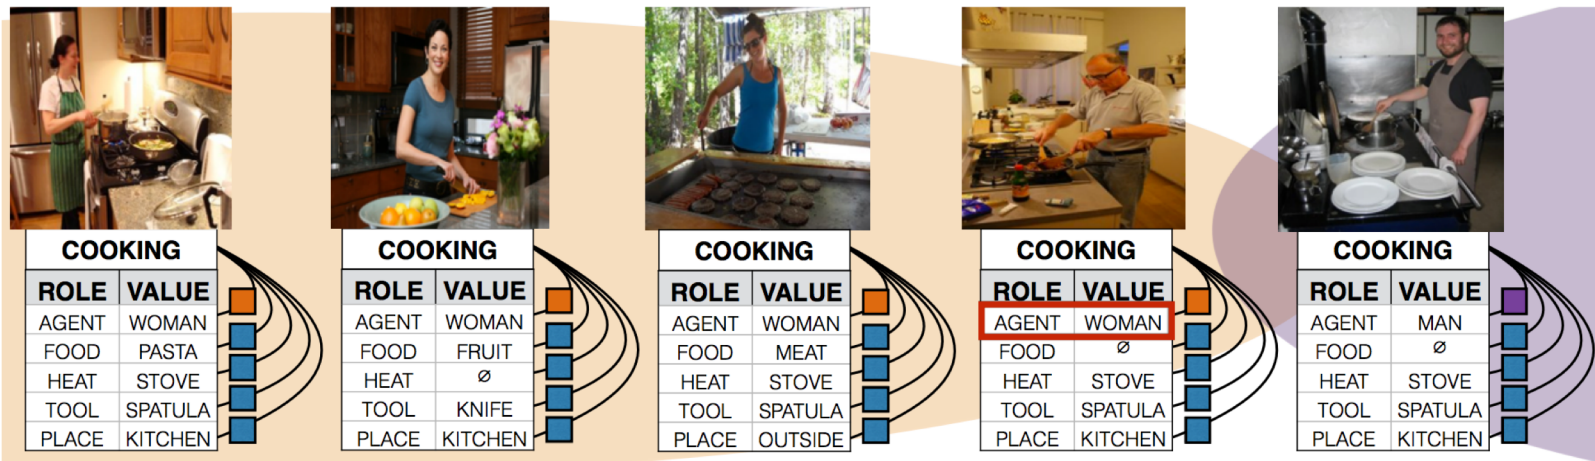 COOKING
ROLE VALUE
AGENT WOMAN
FOOD PASTA
HEAT STOVE
TOOL SPATULA
PLACE KITCHEN
COOKING
ROLE VALUE
AGENT WOMAN
FOOD FRUIT
HEAT Ø
TOOL KNIFE
PLACE KITCHEN
COOKING
ROLE VALUE
AGENT WOMAN
FOOD MEAT
HEAT STOVE
TOOL SPATULA
PLACE OUTSIDE
COOKING
ROLE VALUE
AGENT WOMAN
FOOD Ø
HEAT STOVE
TOOL SPATULA
PLACE KITCHEN
COOKING
ROLE VALUE
AGENT MAN
FOOD Ø
HEAT STOVE
TOOL SPATULA
PLACE KITCHEN